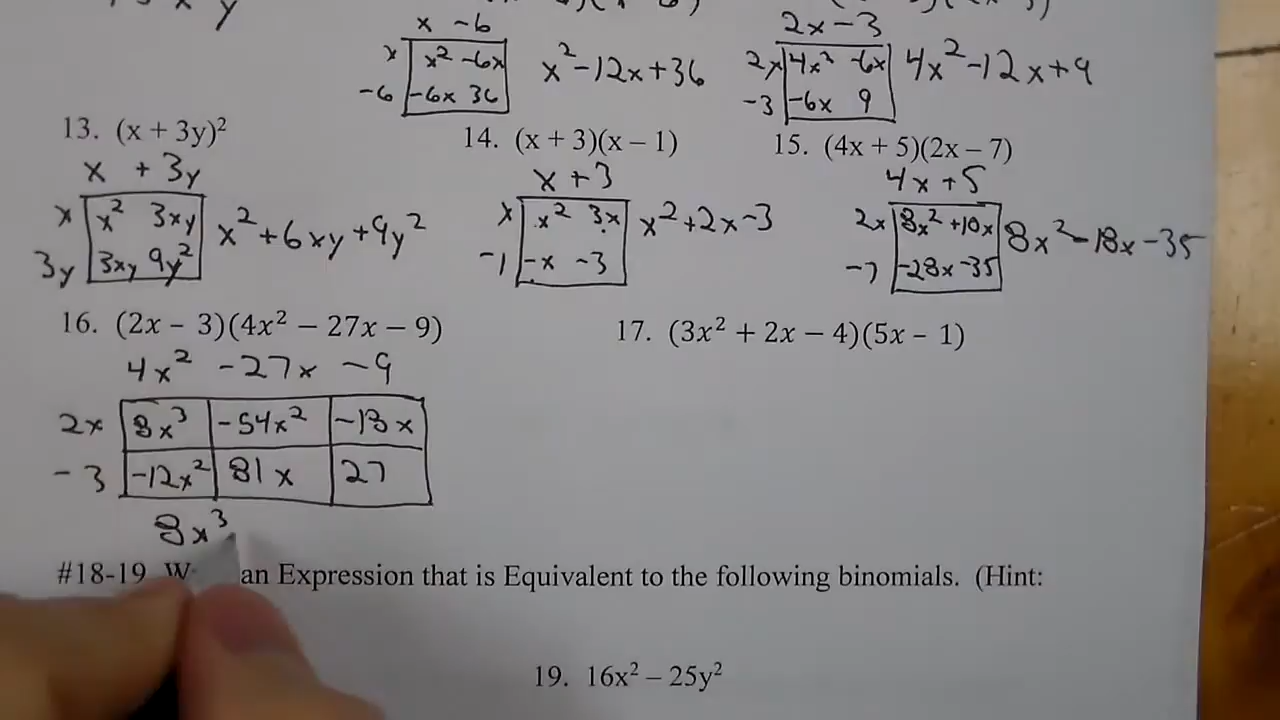 x -6
x x² -6x
-6 -6x 36
x²-12x+36
2x-3
2x 4x² -6x
-3 -6x 9
4x²-12x+9
13. (x + 3y)²
x +3y
x x² 3xy
3y 3xy 9y²
x²+6xy+9y²
14. (x + 3)(x – 1)
x +3
x x² 3x
-1 -x -3
x²+2x-3
15. (4x + 5)(2x – 7)
4x+5
2x 8x² +10x
-7 -28x -35
8x²-18x-35
16. (2x – 3)(4x² – 27x – 9)
4x² -27x -9
2x 8x³ -54x² -18x
-3 -12x² 81x 27
8x³
17. (3x² + 2x – 4)(5x – 1)
#18-19 an Expression that is Equivalent to the following binomials. (Hint:
19. 16x² – 25y²